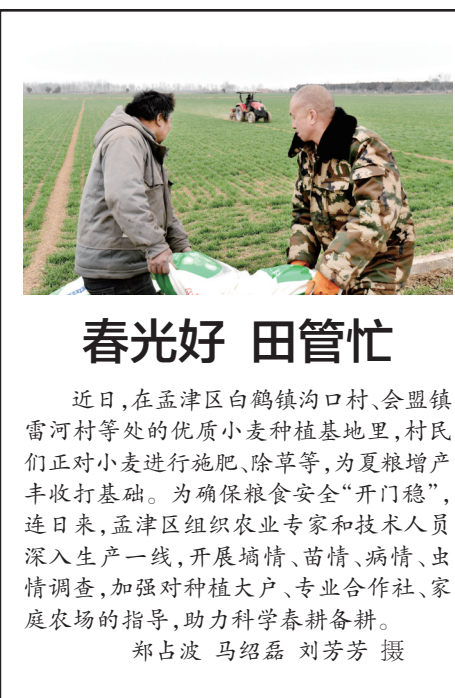 春光好 田管忙
近日,在孟津区白鹤镇沟口村、会盟镇
雷河村等处的优质小麦种植基地里,村民
们正对小麦进行施肥、除草等,为夏粮增产
丰收打基础。为确保粮食安全“开门稳”,
连日来,孟津区组织农业专家和技术人员
深入生产一线,开展墒情、苗情、病情、虫
情调查,加强对种植大户、专业合作社、家
庭农场的指导,助力科学春耕备耕。
郑占波 马绍磊 刘芳芳 摄